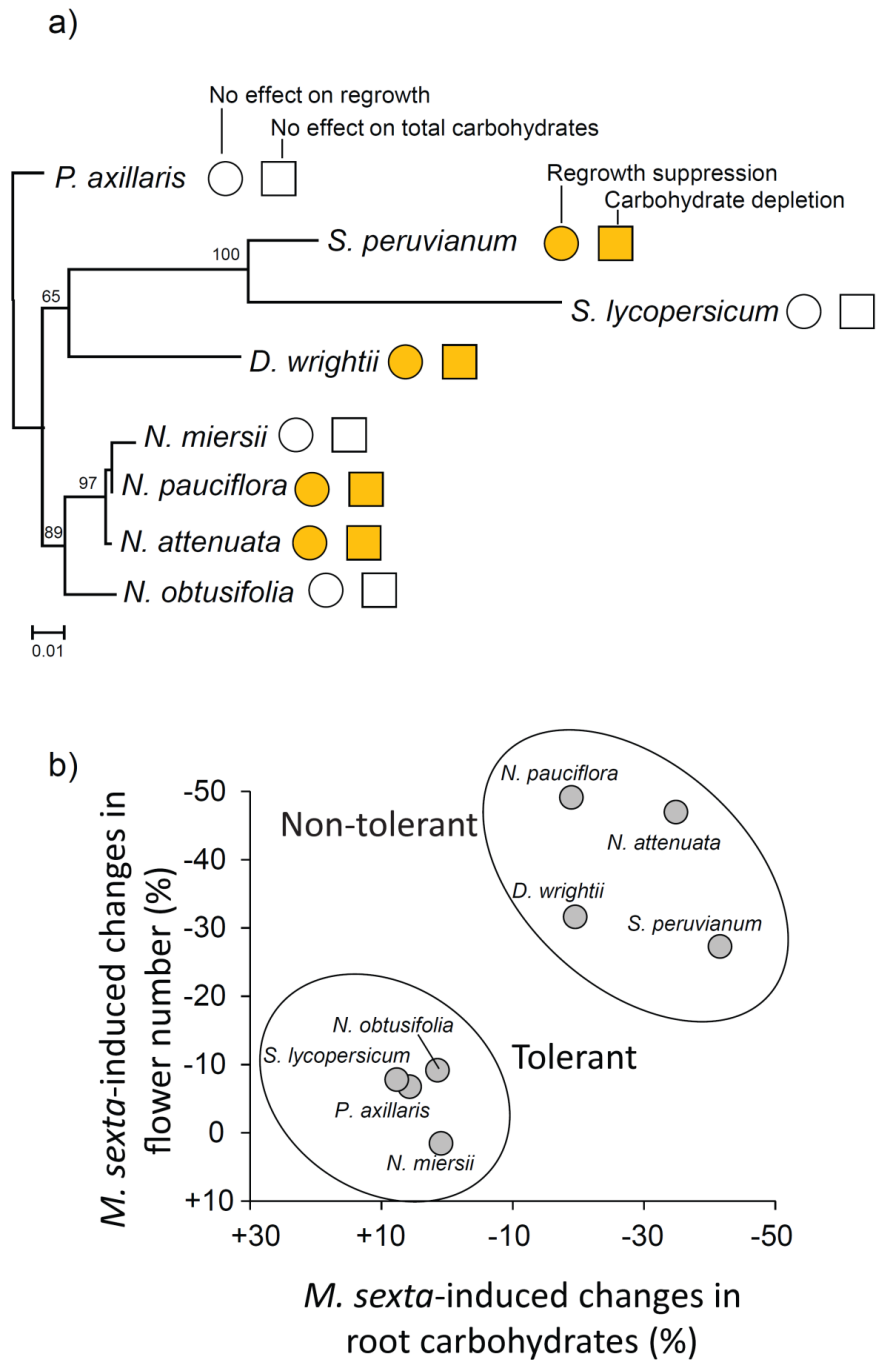 a)
No effect on regrowth
No effect on total carbohydrates
P. axillaris
Regrowth suppression
Carbohydrate depletion
S. peruvianum
100
S. lycopersicum
65
D. wrightii
N. miersii
N. pauciflora
97
N. attenuata
89
N. obtusifolia
0.01
b)
M. sexta-induced changes in
flower number (%)
-50
-40
-30
-20
-10
0
+10
Non-tolerant
N. pauciflora
N. attenuata
D. wrightii
S. peruvianum
N. obtusifolia
S. lycopersicum
Tolerant
P. axillaris
N. miersii
+30
+10
-10
-30
-50
M. sexta-induced changes in
root carbohydrates (%)